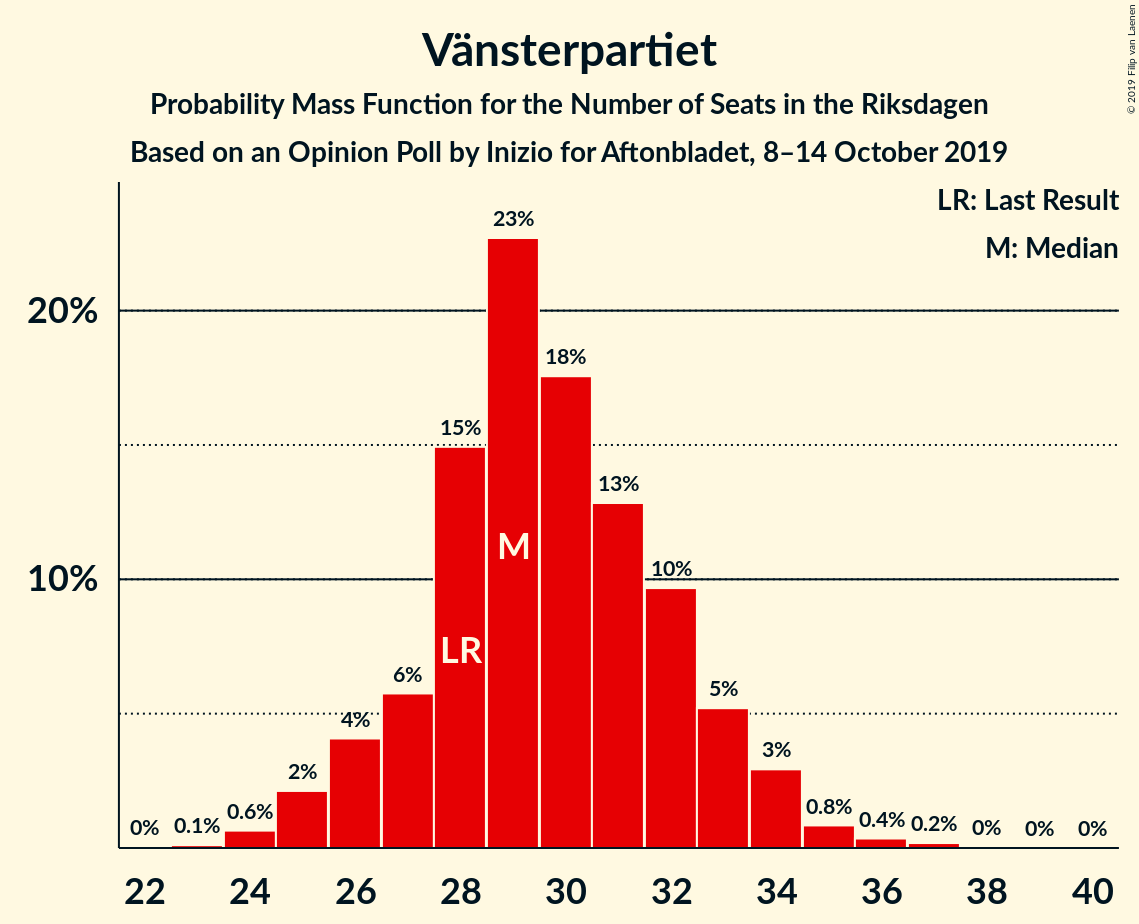 Vänsterpartiet
Probability Mass Function for the Number of Seats in the Riksdagen
Based on an Opinion Poll by Inizio for Aftonbladet, 8–14 October 2019
© 2019 Filip van Laenen
LR: Last Result
M: Median
20%
10%
0%
0.1%
0.6%
2%
4%
6%
15%
23%
18%
13%
10%
5%
3%
0.8%
0.4%
0.2%
0%
0%
0%
M
LR
22 24 26 28 30 32 34 36 38 40